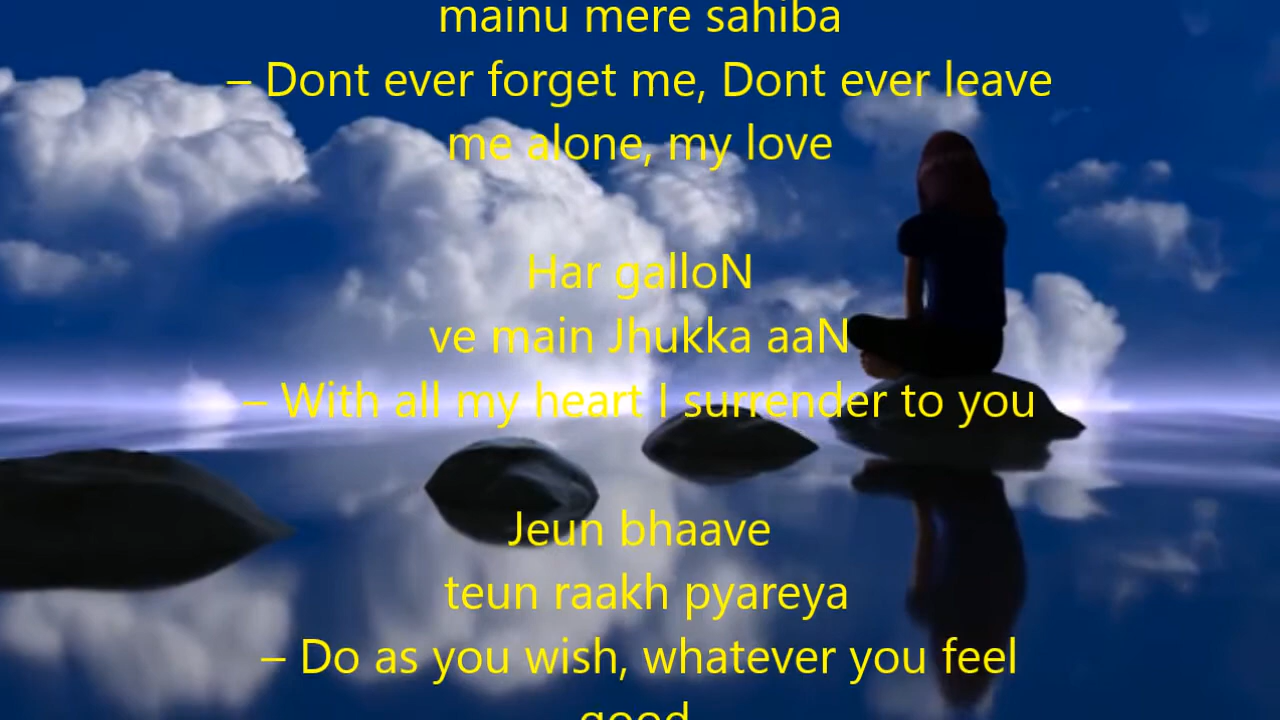 mainu mere sahiba
– Dont ever forget me, Dont ever leave
me alone, my love
Har galloN
ve main Jhukka aaN
– With all my heart I surrender to you
Jeun bhaave
teun raakh pyareya
– Do as you wish, whatever you feel
good